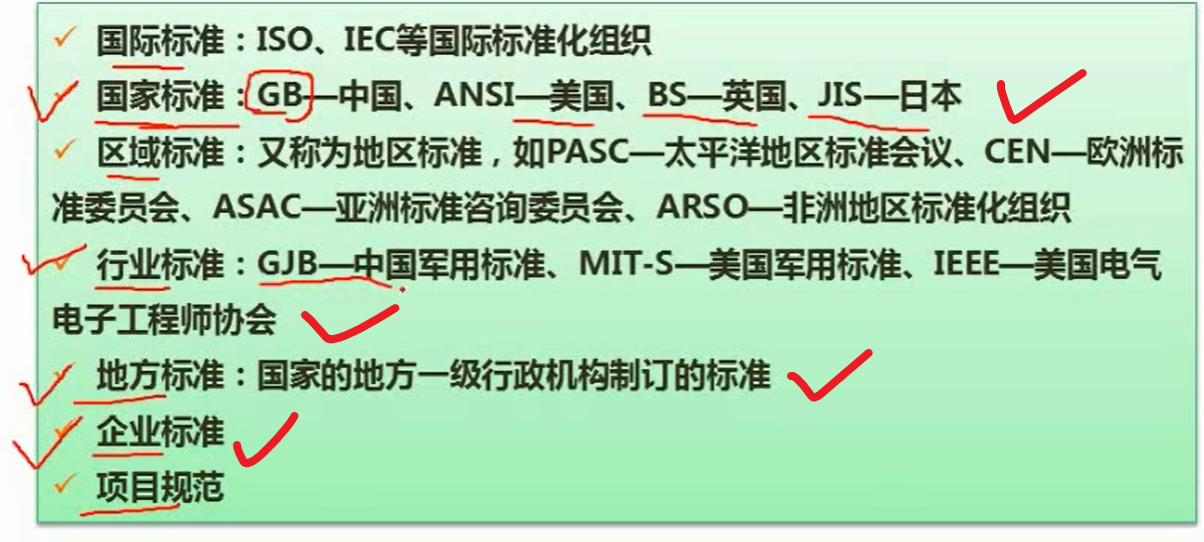 国际标准：ISO、IEC等国际标准化组织
国家标准：GB—中国、ANSI—美国、BS—英国、JIS—日本
区域标准：又称为地区标准，如PASC—太平洋地区标准会议、CEN—欧洲标
准委员会、ASAC—亚洲标准咨询委员会、ARSO—非洲地区标准化组织
行业标准：GJB—中国军用标准、MIT-S—美国军用标准、IEEE—美国电气
电子工程师协会
地方标准：国家的地方一级行政机构制订的标准
企业标准
项目规范